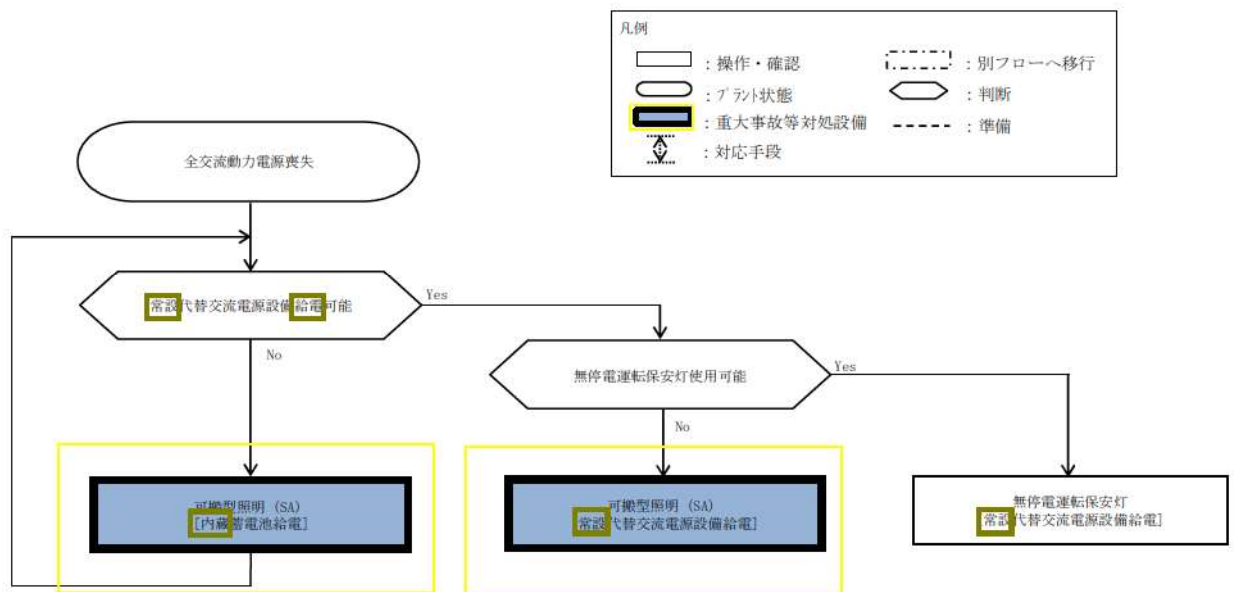 凡例
：操作・確認
：別フローへ移行
：プラント状態
：判断
：重大事故等対処設備
：準備
：対応手段
全交流動力電源喪失
常設代替交流電源設備給電可能
Yes
No
無停電運転保安灯使用可能
Yes
No
可搬型照明 (SA)
[内蔵蓄電池給電]
可搬型照明 (SA)
常設代替交流電源設備給電]
無停電運転保安灯
常設代替交流電源設備給電]